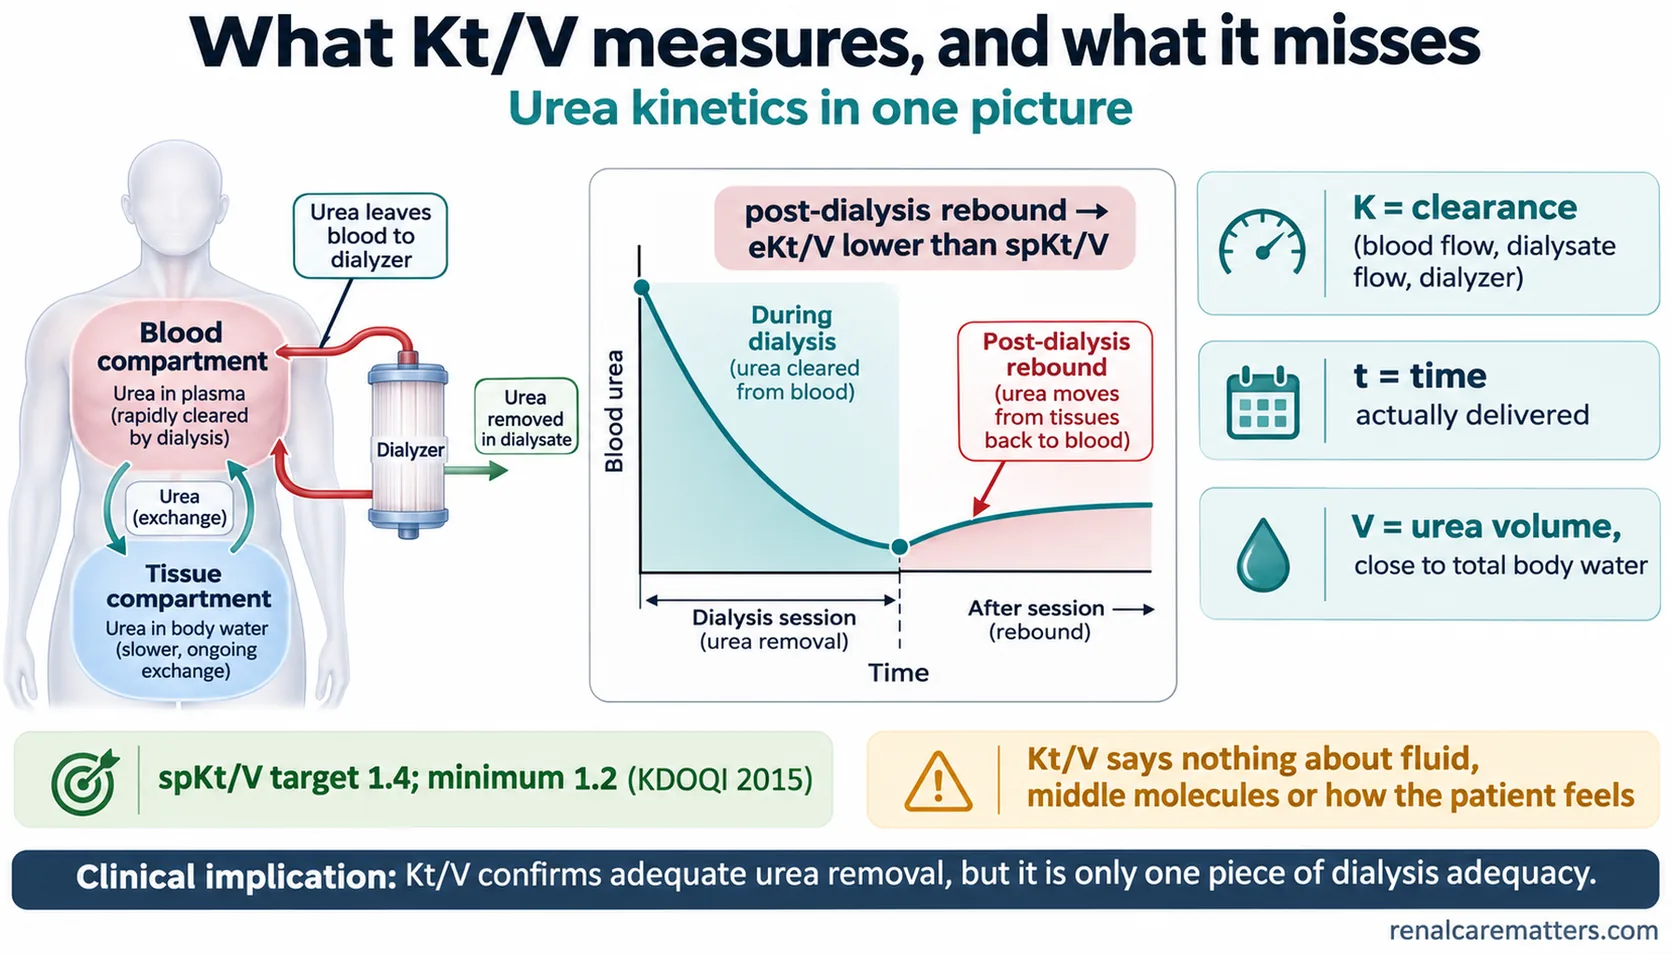 What Kt/V measures, and what it misses
Urea kinetics in one picture
Urea leaves
blood to
dialyzer
Blood
compartment
Urea in plasma
(rapidly cleared
by dialysis)
Dialyzer
Urea
removed
in dialysate
Urea
(exchange)
Tissue
compartment
Urea in body water
(slower, ongoing
exchange)
post-dialysis rebound →
eKt/V lower than spKt/V
During
dialysis
(urea cleared
from blood)
Post-dialysis
rebound
(urea moves
from tissues
back to blood)
Blood urea
Dialysis session
(urea removal)
After session
(rebound)
Time
K = clearance
(blood flow, dialysate
flow, dialyzer)
t = time
actually delivered
V = urea volume,
close to total body water
spKt/V target 1.4; minimum 1.2 (KDOQI 2015)
Kt/V says nothing about fluid,
middle molecules or how the patient feels
Clinical implication: Kt/V confirms adequate urea removal, but it is only one piece of dialysis adequacy.
renalcarematters.com